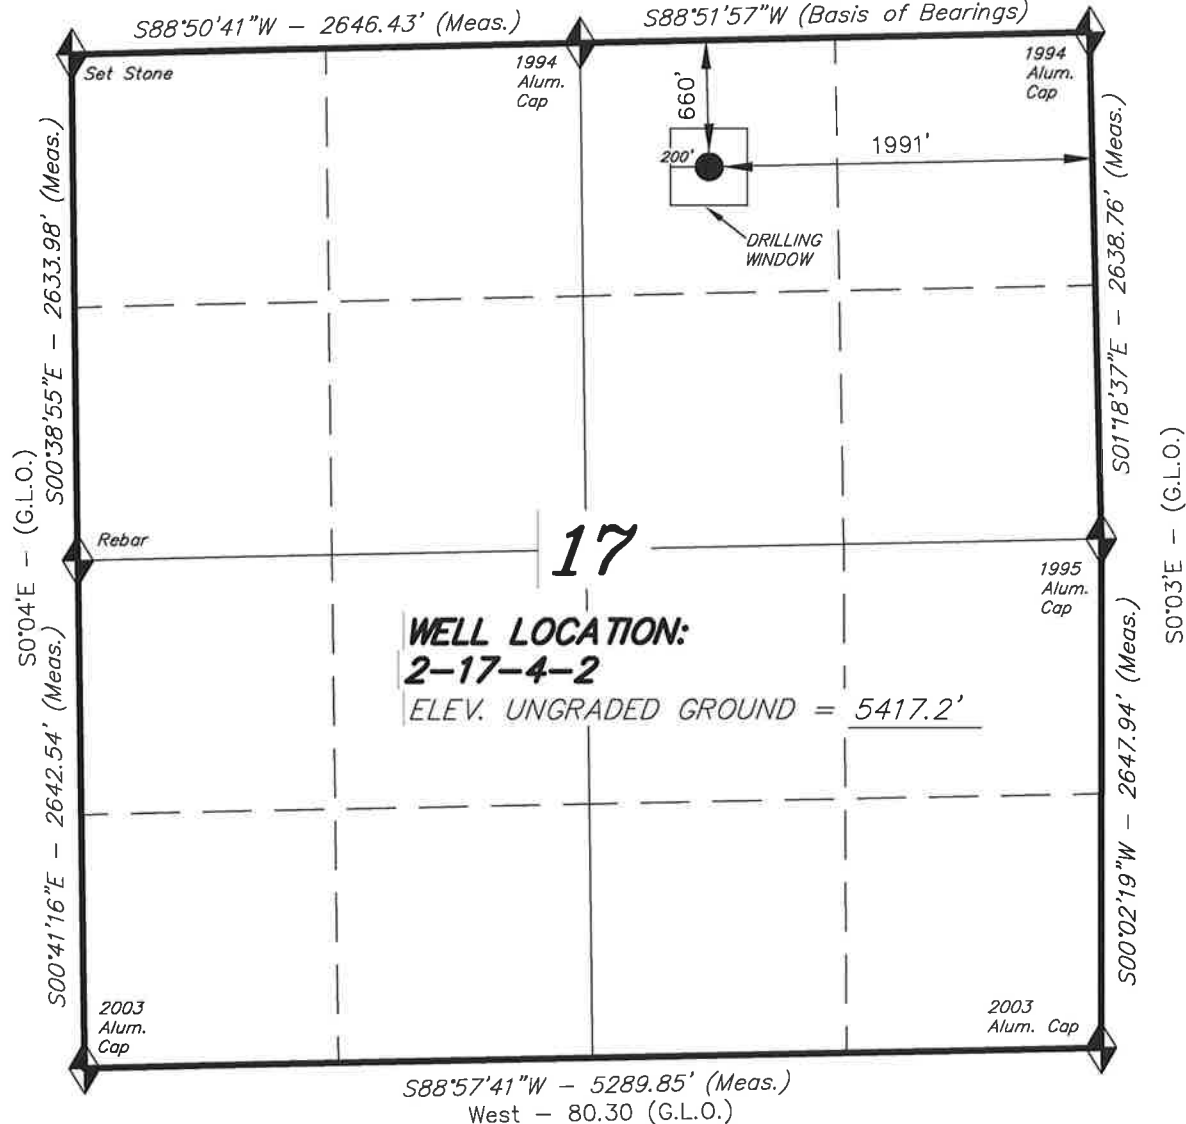 S88°50'41"W – 2646.43' (Meas.)
S88°51'57"W (Basis of Bearings)
Set Stone
1994
Alum.
Cap
1994
Alum.
Cap
660'
200'
1991'
DRILLING
WINDOW
S00°38'55"E – 2633.98' (Meas.)
S01°18'37"E – 2638.76' (Meas.)
S0°04'E – (G.L.O.)
S0°03'E – (G.L.O.)
Rebar
17
1995
Alum.
Cap
WELL LOCATION:
2–17–4–2
ELEV. UNGRADED GROUND = 5417.2'
S00°41'16"E – 2642.54' (Meas.)
S00°02'19"W – 2647.94' (Meas.)
2003
Alum.
Cap
2003
Alum. Cap
S88°57'41"W – 5289.85' (Meas.)
West – 80.30 (G.L.O.)